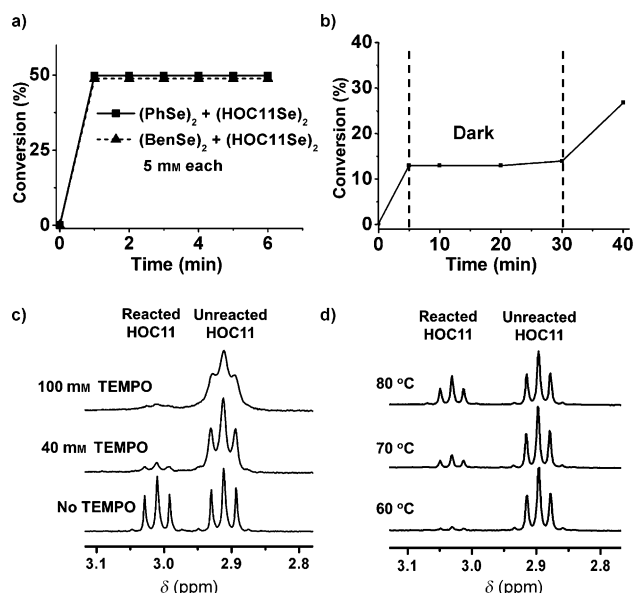 a)
50
25
0
Conversion (%)
(PhSe)2 + (HOC11Se)2
(BenSe)2 + (HOC11Se)2
5 mM each
0 2 4 6
Time (min)
b)
40
30
20
10
0
Conversion (%)
Dark
0 10 20 30 40
Time (min)
c)
Reacted Unreacted
HOC11 HOC11
100 mM TEMPO
40 mM TEMPO
No TEMPO
3.1 3.0 2.9 2.8
δ (ppm)
d)
Reacted Unreacted
HOC11 HOC11
80 °C
70 °C
60 °C
3.1 3.0 2.9 2.8
δ (ppm)